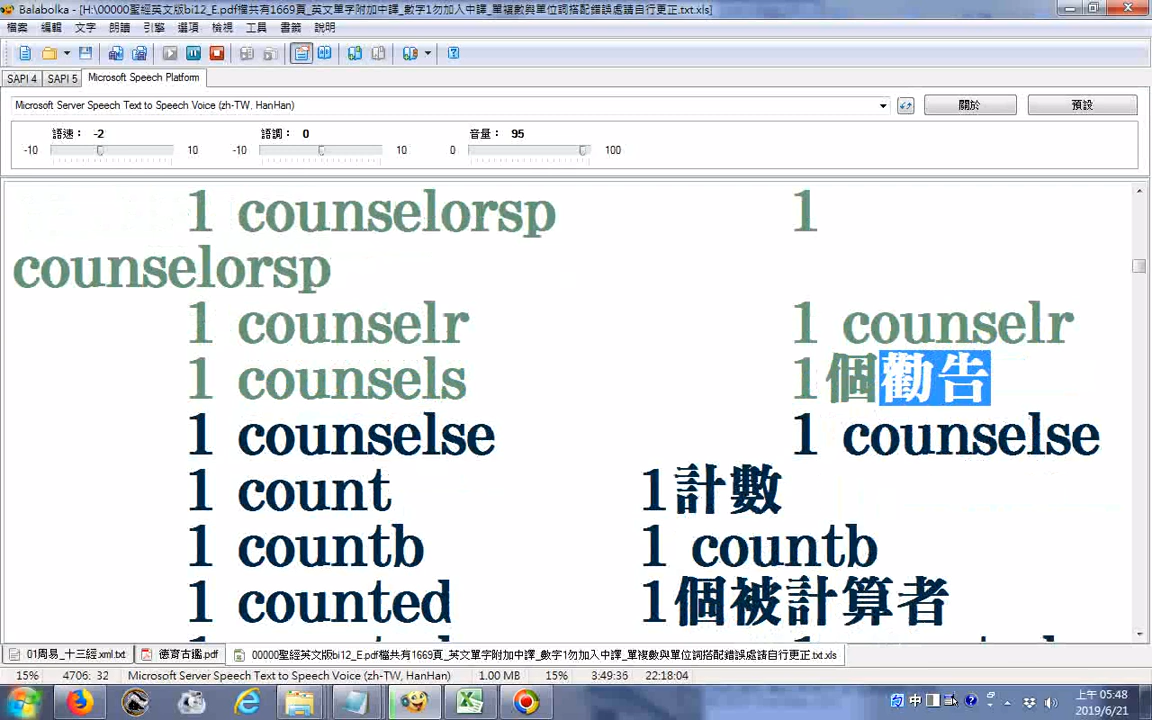 Balabolka - [H:\00000聖經英文版bi12_E.pdf檔共有1669頁_英文單字附加中譯_數字1勿加入中譯_單複數與單位詞搭配錯誤處請自行更正.txt.xls]
檔案 編輯 文字 朗讀 引擎 選項 檢視 工具 書籤 說明
SAPI 4 SAPI 5 Microsoft Speech Platform
Microsoft Server Speech Text to Speech Voice (zh-TW, HanHan) 關於 預設
語速： -2 語調： 0 音量： 95
-10 10 -10 10 0 100
1 counselorsp 1
counselorsp
1 counselr 1 counselr
1 counsels 1個勸告
1 counselse 1 counselse
1 count 1計數
1 countb 1 countb
1 counted 1個被計算者
01周易_十三經.xml.txt 德育古鑑.pdf 00000聖經英文版bi12_E.pdf檔共有1669頁_英文單字附加中譯_數字1勿加入中譯_單複數與單位詞搭配錯誤處請自行更正.txt.xls
15% 4706: 32 Microsoft Server Speech Text to Speech Voice (zh-TW, HanHan) 1.00 MB 15% 3:49:36 22:18:04
中 上午 05:48
2019/6/21